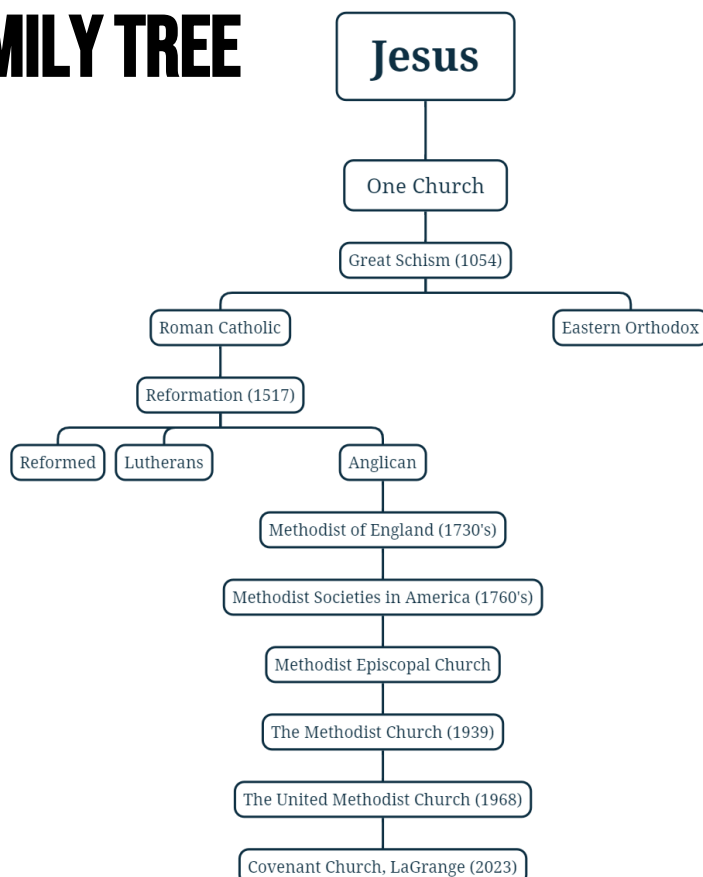 MILY TREE
Jesus
One Church
Great Schism (1054)
Roman Catholic
Eastern Orthodox
Reformation (1517)
Reformed
Lutherans
Anglican
Methodist of England (1730's)
Methodist Societies in America (1760's)
Methodist Episcopal Church
The Methodist Church (1939)
The United Methodist Church (1968)
Covenant Church, LaGrange (2023)